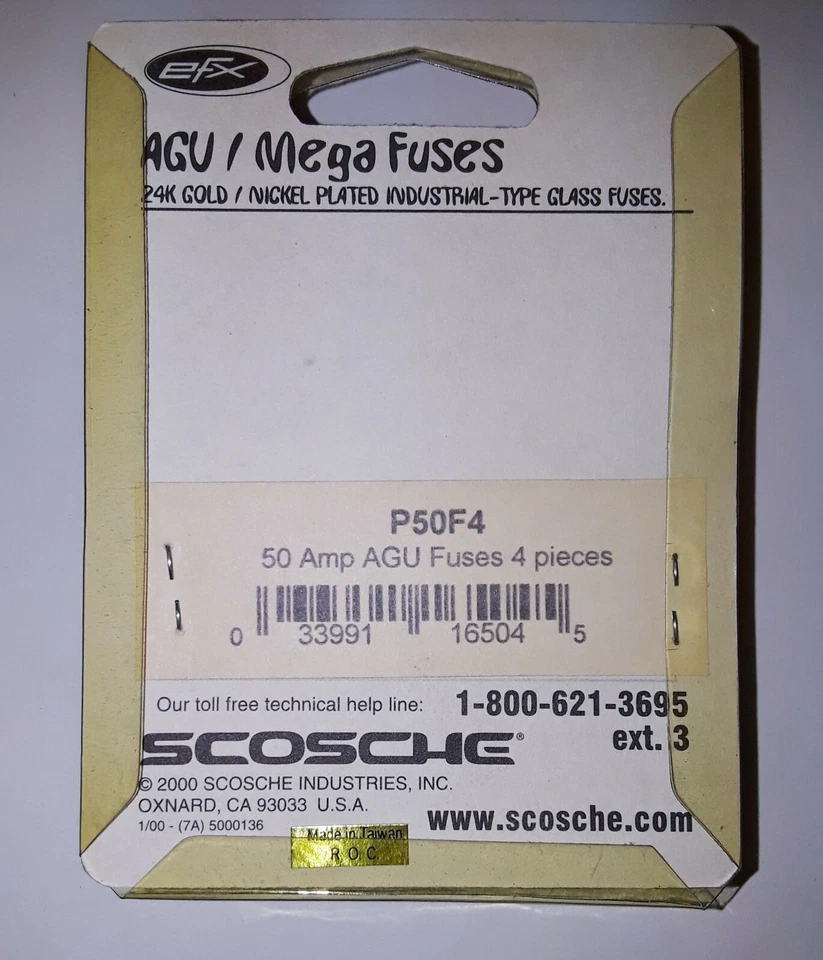 efx
AGU / Mega Fuses
24K GOLD / NICKEL PLATED INDUSTRIAL-TYPE GLASS FUSES.
P50F4
50 Amp AGU Fuses 4 pieces
0 33991 16504 5
Our toll free technical help line: 1-800-621-3695
ext. 3
SCOSCHE®
© 2000 SCOSCHE INDUSTRIES, INC.
OXNARD, CA 93033 U.S.A.
1/00 - (7A) 5000136
www.scosche.com
Made in Taiwan
R O C